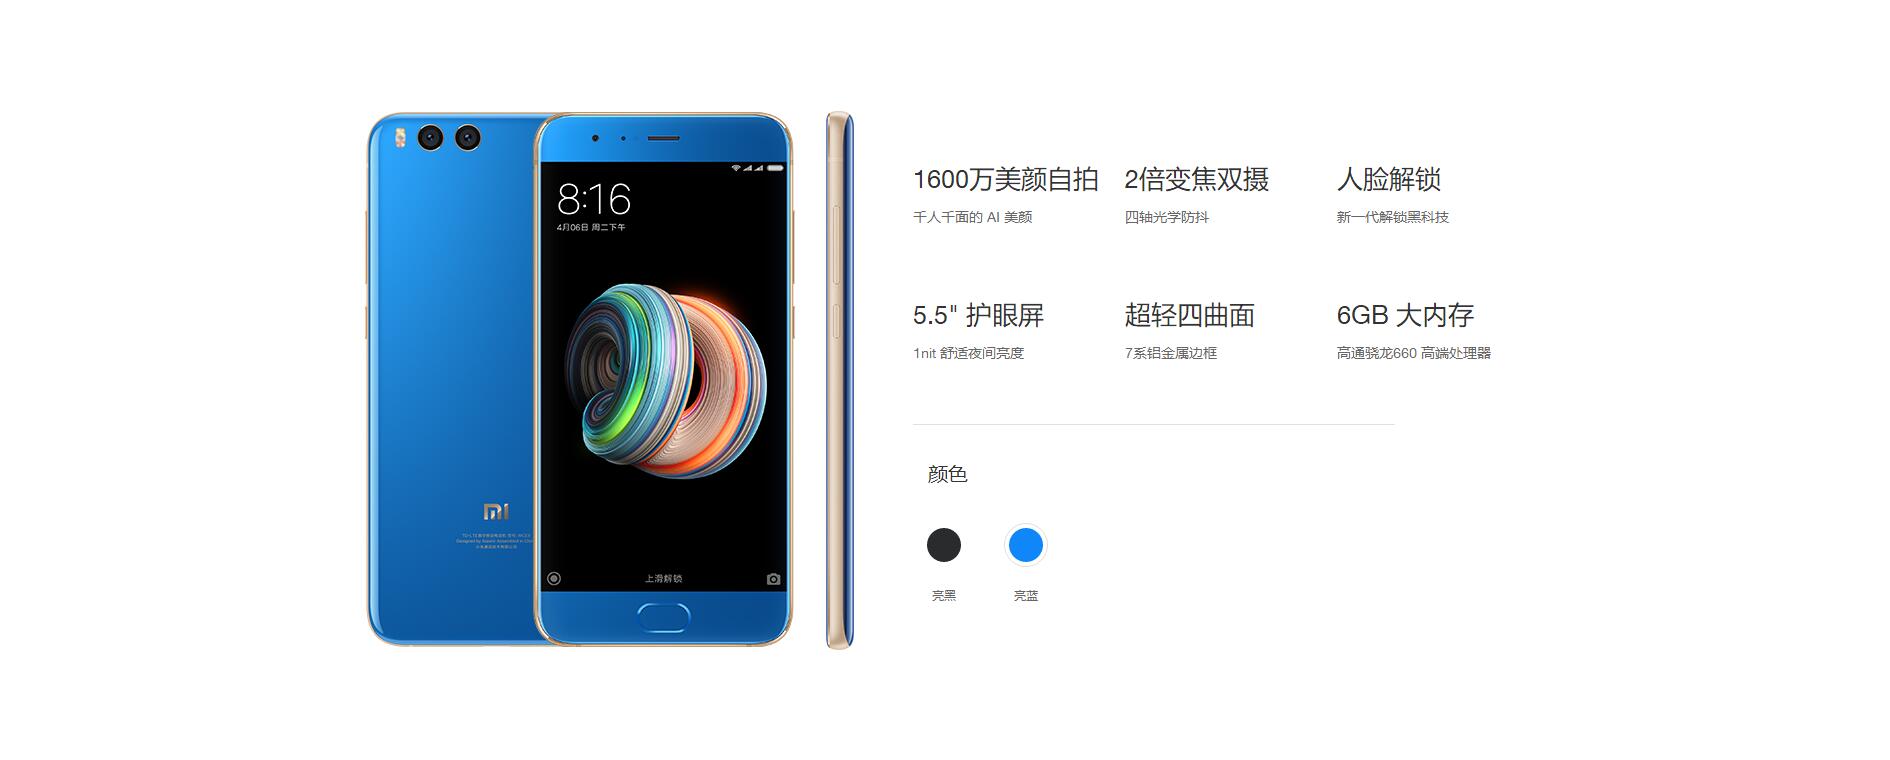 8:16
4月06日 周二下午
上滑解锁
MI
1600万美颜自拍
千人千面的 AI 美颜
2倍变焦双摄
四轴光学防抖
人脸解锁
新一代解锁黑科技
5.5" 护眼屏
1nit 舒适夜间亮度
超轻四曲面
7系铝金属边框
6GB 大内存
高通骁龙660 高端处理器
颜色
亮黑
亮蓝